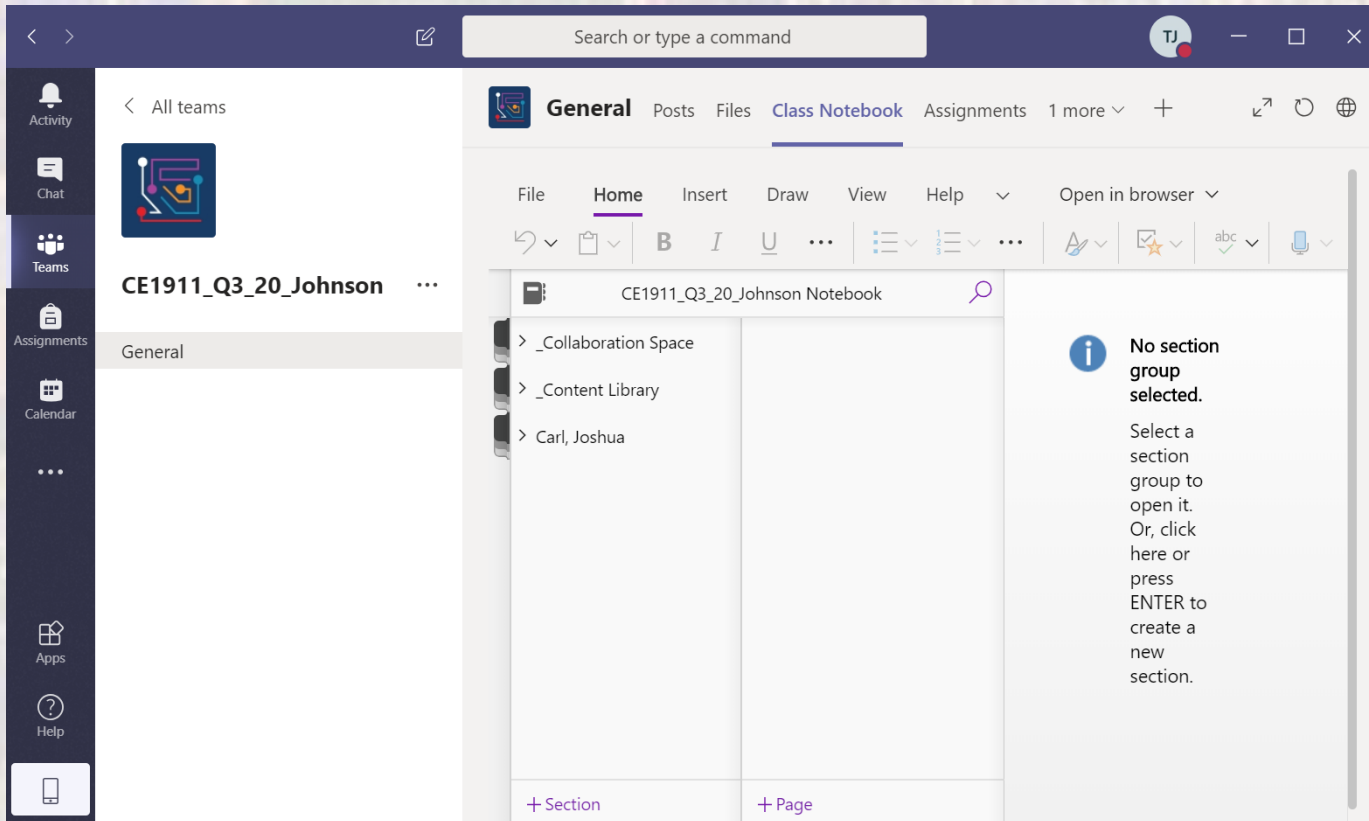 Search or type a command
TJ
Activity
Chat
Teams
Assignments
Calendar
Apps
Help
All teams
CE1911_Q3_20_Johnson
General
General Posts Files Class Notebook Assignments 1 more
File Home Insert Draw View Help Open in browser
B I U abc
CE1911_Q3_20_Johnson Notebook
_Collaboration Space
_Content Library
Carl, Joshua
+ Section
+ Page
No section
group
selected.
Select a
section
group to
open it.
Or, click
here or
press
ENTER to
create a
new
section.